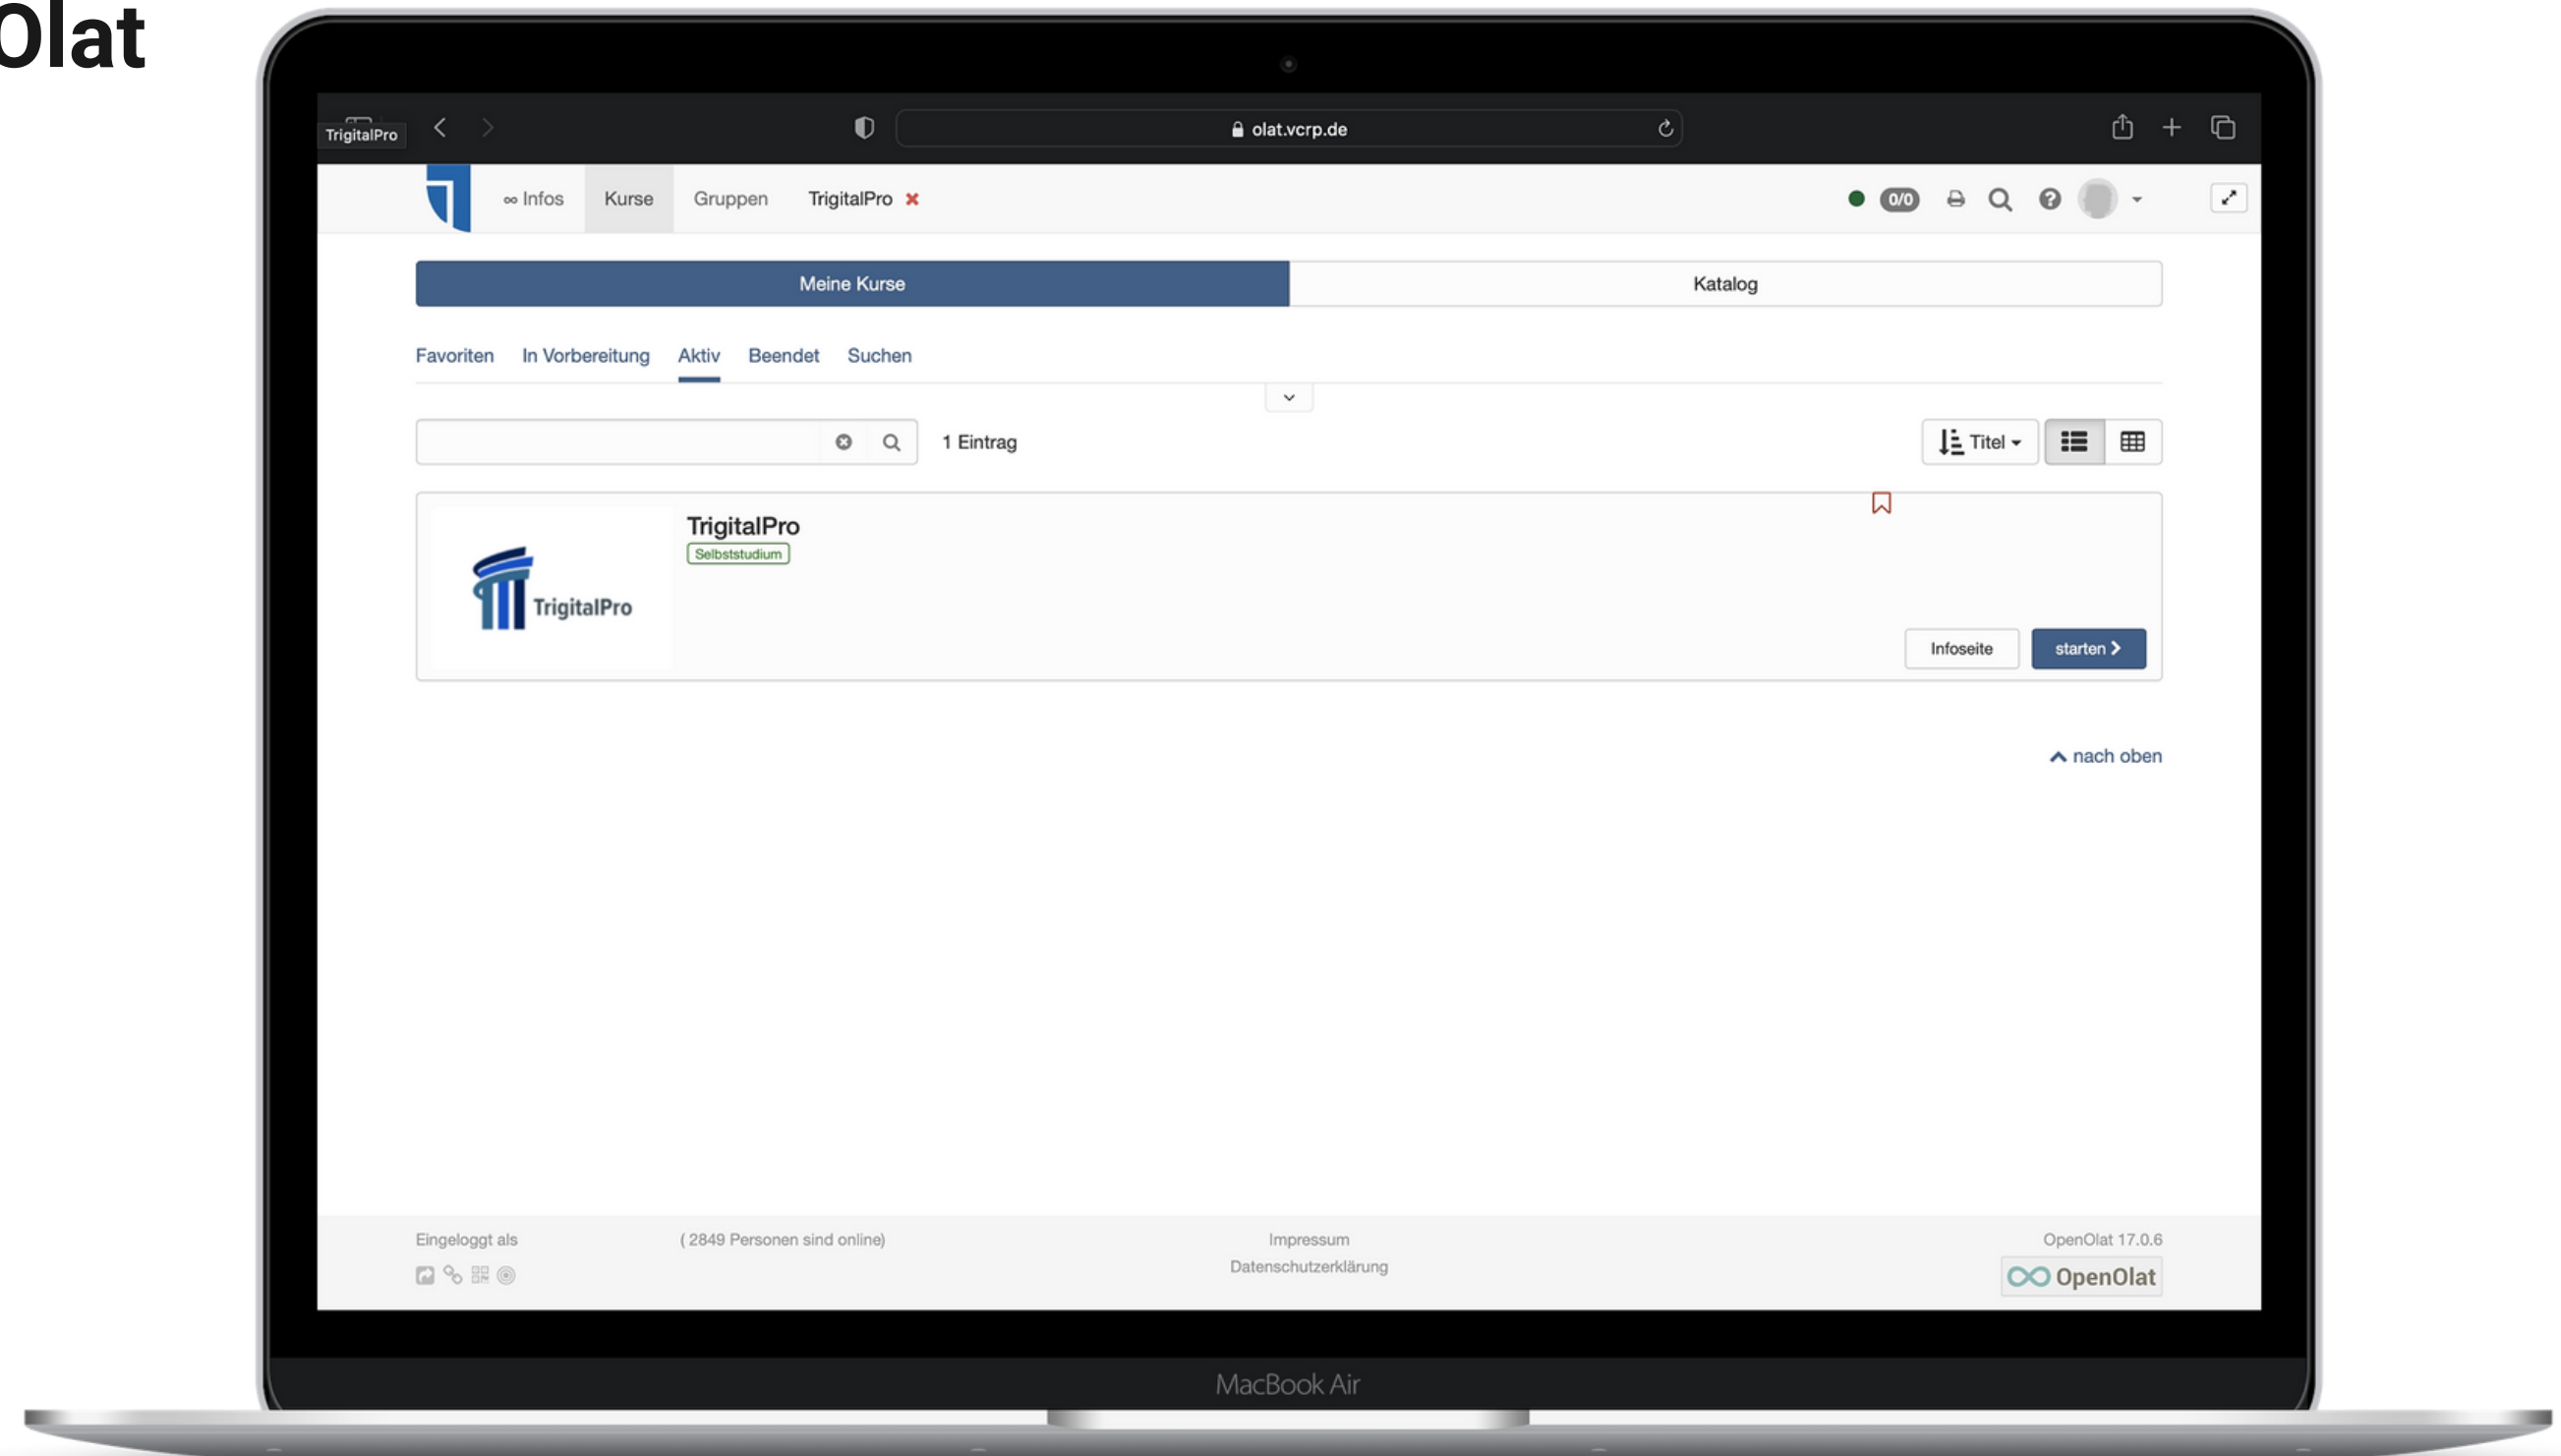 Olat
TrigitalPro
olat.vcrp.de
∞ Infos Kurse Gruppen TrigitalPro
0/0
Meine Kurse Katalog
Favoriten In Vorbereitung Aktiv Beendet Suchen
1 Eintrag
Titel
TrigitalPro
Selbststudium
TrigitalPro
Infoseite starten
nach oben
Eingeloggt als ( 2849 Personen sind online) Impressum OpenOlat 17.0.6
Datenschutzerklärung
OpenOlat
MacBook Air